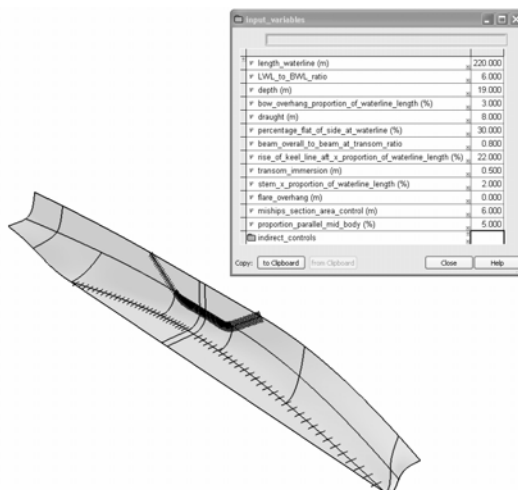 input_variables
length_waterline (m) 220.000
LWL_to_BWL_ratio 6.000
depth (m) 19.000
bow_overhang_proportion_of_waterline_length (%) 3.000
draught (m) 8.000
percentage_flat_of_side_at_waterline (%) 30.000
beam_overall_to_beam_at_transom_ratio 0.800
rise_of_keel_line_aft_x_proportion_of_waterline_length (%) 22.000
transom_immersion (m) 0.500
stem_x_proportion_of_waterline_length (%) 2.000
flare_overhang (m) 0.000
miships_section_area_control (m) 6.000
proportion_parallel_mid_body (%) 5.000
indirect_controls
Copy: to Clipboard from Clipboard Close Help